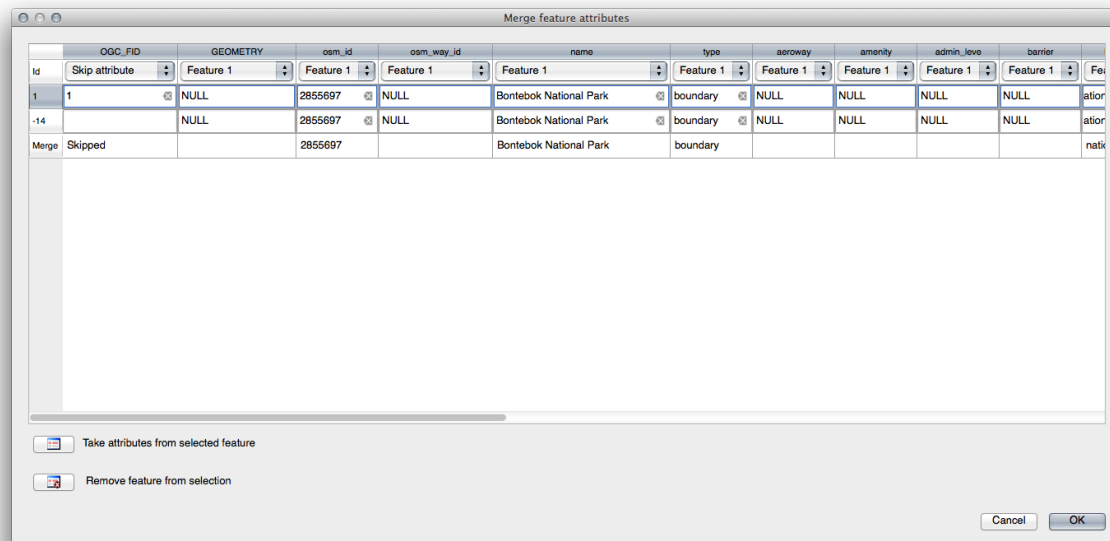 Merge feature attributes
OGC_FID GEOMETRY osm_id osm_way_id name type aeroway amenity admin_leve barrier
Id Skip attribute Feature 1 Feature 1 Feature 1 Feature 1 Feature 1 Feature 1 Feature 1 Feature 1 Feature 1 Fea
1 1 NULL 2855697 NULL Bontebok National Park boundary NULL NULL NULL NULL ation
-14 NULL 2855697 NULL Bontebok National Park boundary NULL NULL NULL NULL ation
Merge Skipped 2855697 Bontebok National Park boundary natio
Take attributes from selected feature
Remove feature from selection
Cancel OK